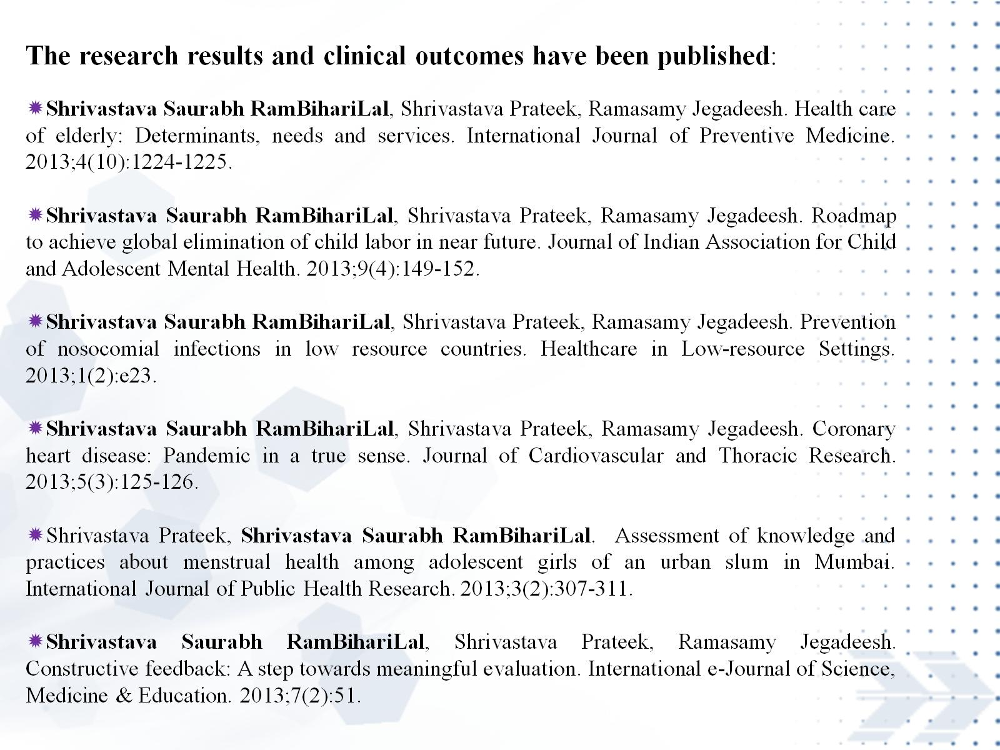 The research results and clinical outcomes have been published:
✹Shrivastava Saurabh RamBihariLal, Shrivastava Prateek, Ramasamy Jegadeesh. Health care
of elderly: Determinants, needs and services. International Journal of Preventive Medicine.
2013;4(10):1224-1225.
✹Shrivastava Saurabh RamBihariLal, Shrivastava Prateek, Ramasamy Jegadeesh. Roadmap
to achieve global elimination of child labor in near future. Journal of Indian Association for Child
and Adolescent Mental Health. 2013;9(4):149-152.
✹Shrivastava Saurabh RamBihariLal, Shrivastava Prateek, Ramasamy Jegadeesh. Prevention
of nosocomial infections in low resource countries. Healthcare in Low-resource Settings.
2013;1(2):e23.
✹Shrivastava Saurabh RamBihariLal, Shrivastava Prateek, Ramasamy Jegadeesh. Coronary
heart disease: Pandemic in a true sense. Journal of Cardiovascular and Thoracic Research.
2013;5(3):125-126.
✹Shrivastava Prateek, Shrivastava Saurabh RamBihariLal. Assessment of knowledge and
practices about menstrual health among adolescent girls of an urban slum in Mumbai.
International Journal of Public Health Research. 2013;3(2):307-311.
✹Shrivastava Saurabh RamBihariLal, Shrivastava Prateek, Ramasamy Jegadeesh.
Constructive feedback: A step towards meaningful evaluation. International e-Journal of Science,
Medicine & Education. 2013;7(2):51.